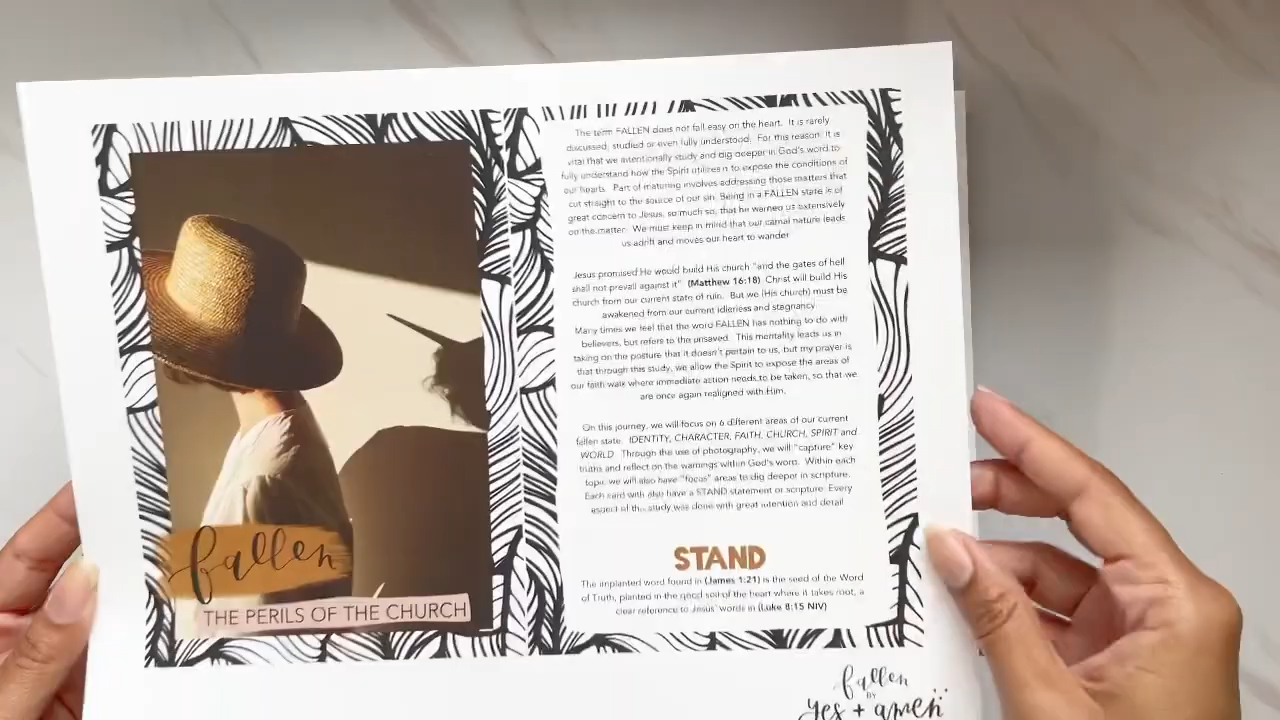 fallen
THE PERILS OF THE CHURCH
The term FALLEN does not fall easy on the heart. It is rarely
discussed, studied or even fully understood. For this reason, it is
vital that we intentionally study and dig deeper in God's word to
fully understand how the Spirit utilizes it to expose the conditions of
our hearts. Part of maturing involves addressing those matters that
cut straight to the source of our sin. Being in a FALLEN state is of
great concern to Jesus, so much so, that he warned us extensively
on the matter. We must keep in mind that our carnal nature leads
us adrift and moves our heart to wander
Jesus promised He would build His church "and the gates of hell
shall not prevail against it" (Matthew 16:18) Christ will build His
church from our current state of ruin. But we (His church) must be
awakened from our current idleness and stagnancy
Many times we feel that the word FALLEN has nothing to do with
believers, but refers to the unsaved. This mentality leads us in
taking on the posture that it doesn't pertain to us, but my prayer is
that through this study, we allow the Spirit to expose the areas of
our faith walk where immediate action needs to be taken, so that we
are once again realigned with Him.
On this journey, we will focus on 6 different areas of our current
fallen state. IDENTITY, CHARACTER, FAITH, CHURCH, SPIRIT and
WORLD Through the use of photography, we will "capture" key
truths and reflect on the warnings within God's word. Within each
topic, we will also have "focus" areas to dig deeper in scripture.
Each card with also have a STAND statement or scripture. Every
aspect of this study was done with great intention and detail
STAND
The implanted word found in (James 1:21) is the seed of the Word
of Truth, planted in the good soil of the heart where it takes root, a
clear reference to Jesus' words in (Luke 8:15 NIV)
fallen
BY
yes + amen